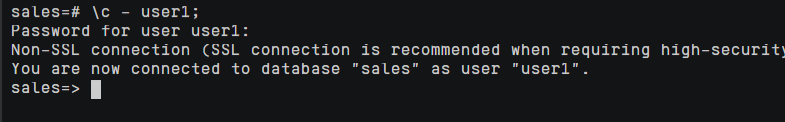 sales=# \c - user1;
Password for user user1:
Non-SSL connection (SSL connection is recommended when requiring high-security
You are now connected to database "sales" as user "user1".
sales=>